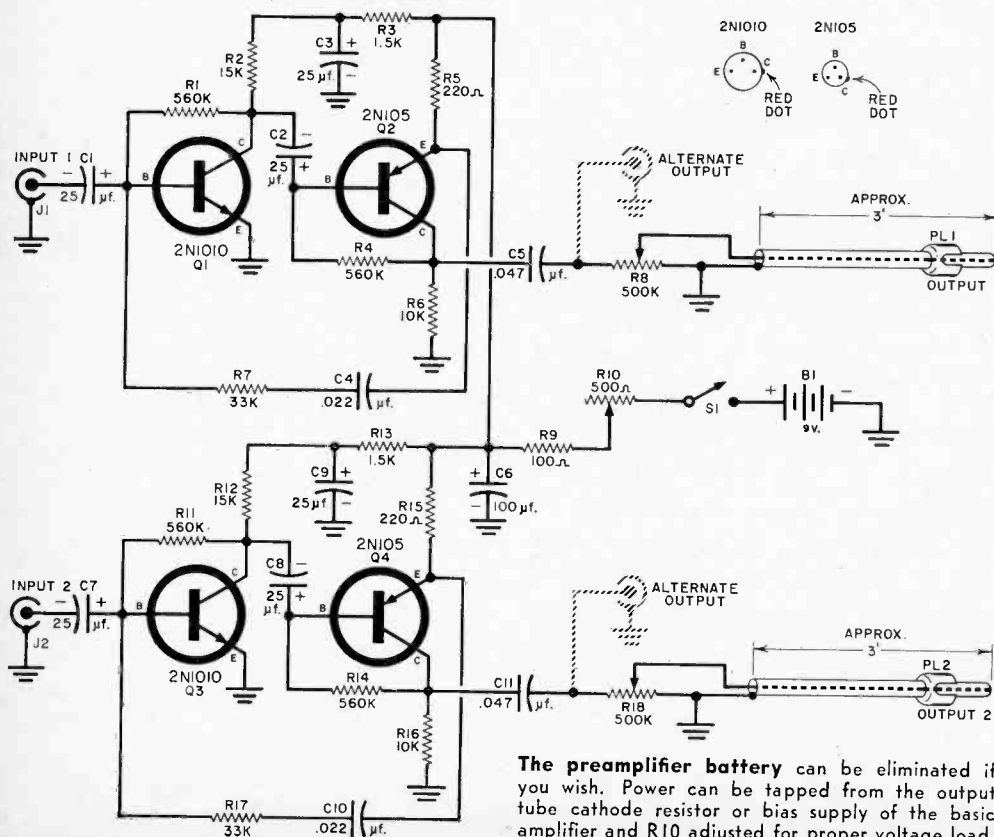 R3
1.5K
C3
+
25µf.
−
R2
15K
R5
220Ω
R1
560K
2N105
Q2
C2
−
25
+
µf.
INPUT 1
C1
−
+
25
µf.
J1
B
C
E
2N1010
Q1
B
E
C
R4
560K
R6
10K
C5
.047
µf.
R7
33K
C4
.022
µf.
2N1010
B
E
C
RED
DOT
2N105
B
E
C
RED
DOT
ALTERNATE
OUTPUT
R8
500K
APPROX.
3'
PL1
OUTPUT
R10
500Ω
S1
+
B1
−
9V.
R13
1.5K
R9
100Ω
C9
+
25µf
−
+
C6
−
100µf.
R12
15K
R15
220Ω
R11
560K
2N105
Q4
C8
−
25
µf.
+
INPUT 2
C7
−
+
25
µf.
J2
B
C
E
2N1010
Q3
B
E
C
R14
560K
R16
10K
C11
.047
µf.
R17
33K
C10
.022
µf.
ALTERNATE
OUTPUT
R18
500K
APPROX.
3'
PL2
OUTPUT 2
The preamplifier battery can be eliminated if
you wish. Power can be tapped from the output
tube cathode resistor or bias supply of the basic
amplifier and R10 adjusted for proper voltage load.